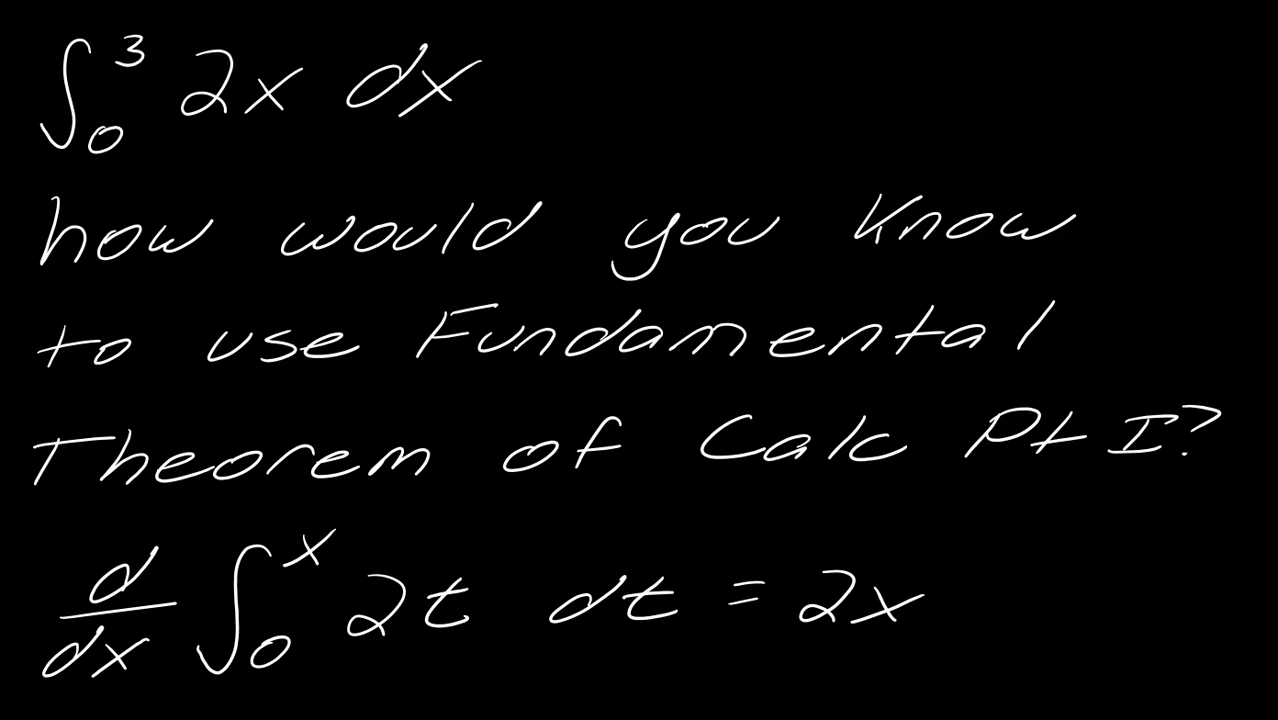 ∫₀³ 2x dx
how would you know
to use Fundamental
Theorem of Calc Pt I?
d/dx ∫₀ˣ 2t dt = 2x